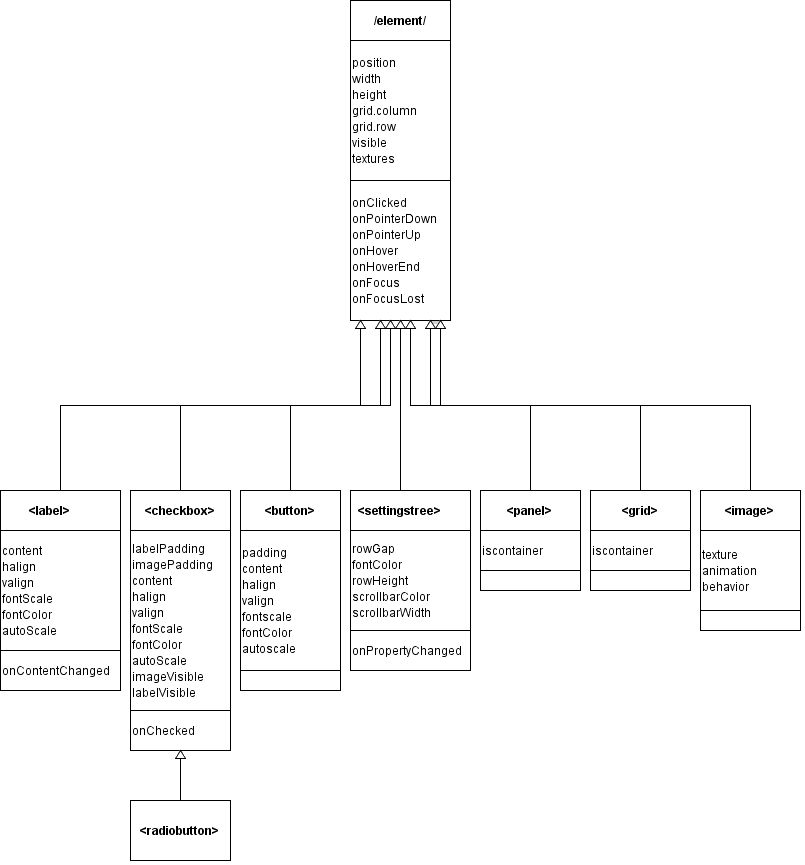 /element/
position
width
height
grid.column
grid.row
visible
textures
onClicked
onPointerDown
onPointerUp
onHover
onHoverEnd
onFocus
onFocusLost
<label>
content
halign
valign
fontScale
fontColor
autoScale
onContentChanged
<checkbox>
labelPadding
imagePadding
content
halign
valign
fontScale
fontColor
autoScale
imageVisible
labelVisible
onChecked
<button>
padding
content
halign
valign
fontscale
fontColor
autoscale
<settingstree>
rowGap
fontColor
rowHeight
scrollbarColor
scrollbarWidth
onPropertyChanged
<panel>
iscontainer
<grid>
iscontainer
<image>
texture
animation
behavior
<radiobutton>